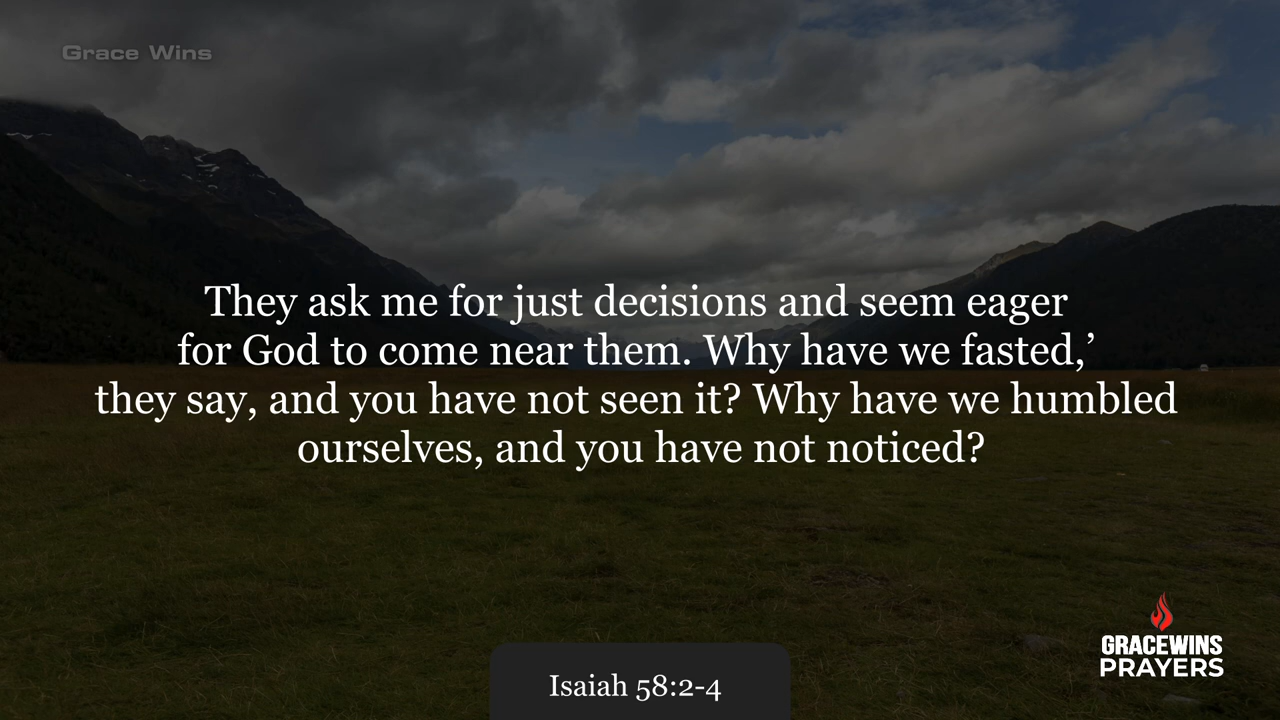 Grace Wins
They ask me for just decisions and seem eager
for God to come near them. Why have we fasted,’
they say, and you have not seen it? Why have we humbled
ourselves, and you have not noticed?
GRACEWINS
PRAYERS
Isaiah 58:2-4